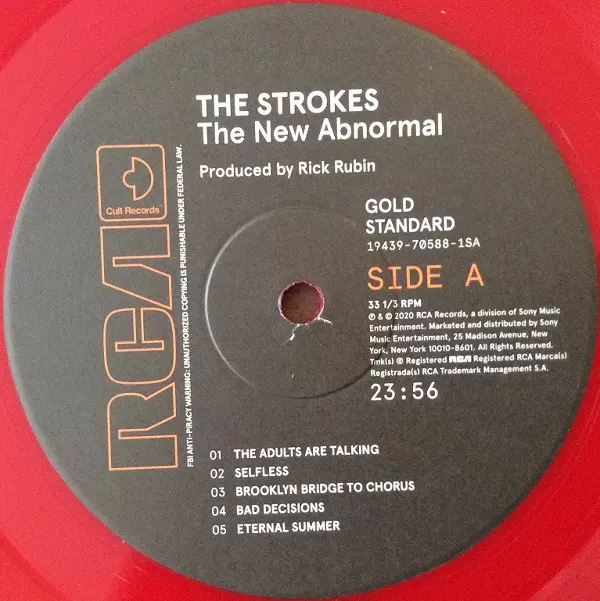 THE STROKES
The New Abnormal
Produced by Rick Rubin
Cult Records
RCA
FBI ANTI-PIRACY WARNING: UNAUTHORIZED COPYING IS PUNISHABLE UNDER FEDERAL LAW.
GOLD
STANDARD
19439-70588-1SA
SIDE A
33 1/3 RPM
℗ & © 2020 RCA Records, a division of Sony Music
Entertainment. Marketed and distributed by Sony
Music Entertainment, 25 Madison Avenue, New
York, New York 10010-8601. All Rights Reserved.
Tmk(s) ® Registered RCA Registered RCA Marca(s)
Registrada(s) RCA Trademark Management S.A.
23:56
01 THE ADULTS ARE TALKING
02 SELFLESS
03 BROOKLYN BRIDGE TO CHORUS
04 BAD DECISIONS
05 ETERNAL SUMMER